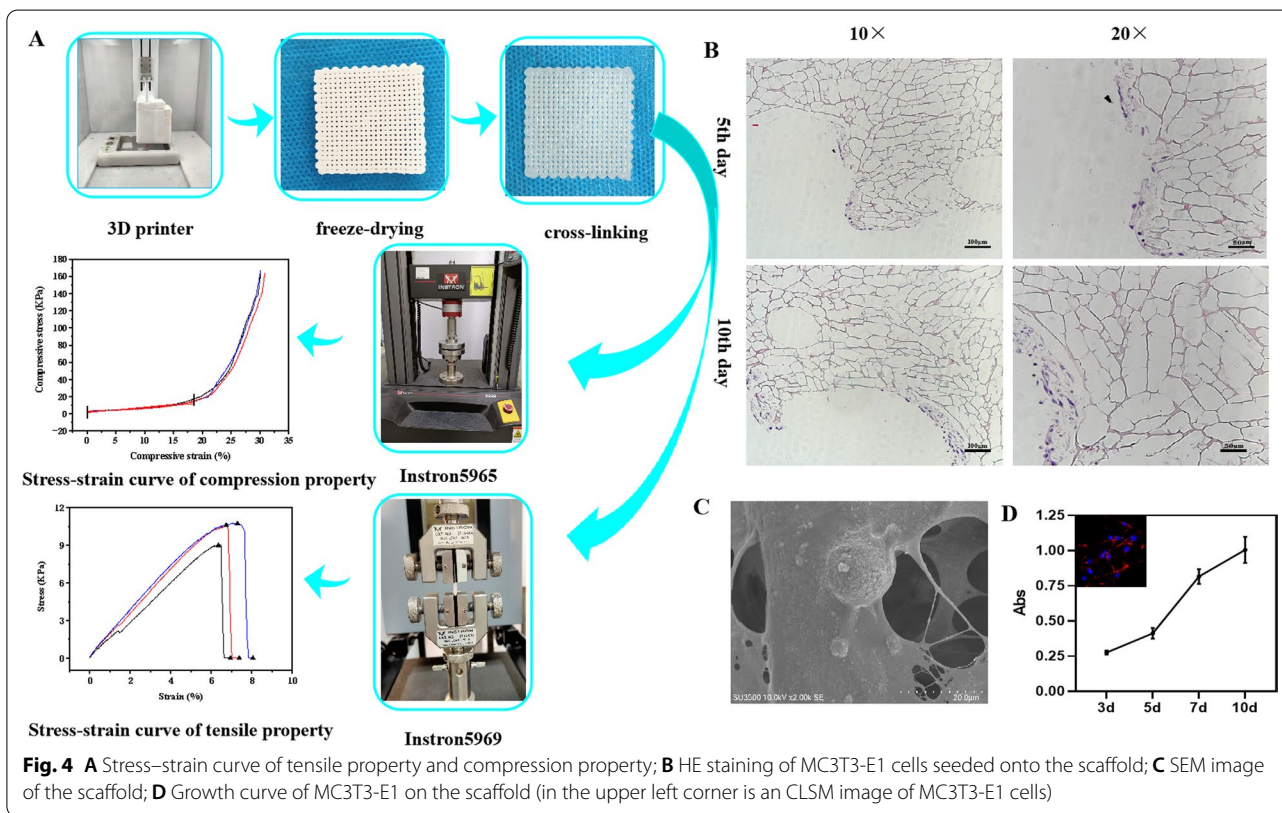 A
3D printer
freeze-drying
cross-linking
B
10×
20×
5th day
10th day
100μm
50μm
100μm
50μm
INSTRON
Compressive stress (KPa)
180
160
140
120
100
80
60
40
20
0
−20
0 5 10 15 20 25 30 35
Compressive strain (%)
Stress-strain curve of compression property
Instron5965
Stress (KPa)
12
9
6
3
0
0 2 4 6 8 10
Strain (%)
Stress-strain curve of tensile property
INSTRON
Instron5969
C
SU3500 10.0kV x2.00k SE
20.0μm
D
Abs
1.25
1.00
0.75
0.50
0.25
0.00
3d 5d 7d 10d
Fig. 4 A Stress–strain curve of tensile property and compression property; B HE staining of MC3T3-E1 cells seeded onto the scaffold; C SEM image
of the scaffold; D Growth curve of MC3T3-E1 on the scaffold (in the upper left corner is an CLSM image of MC3T3-E1 cells)